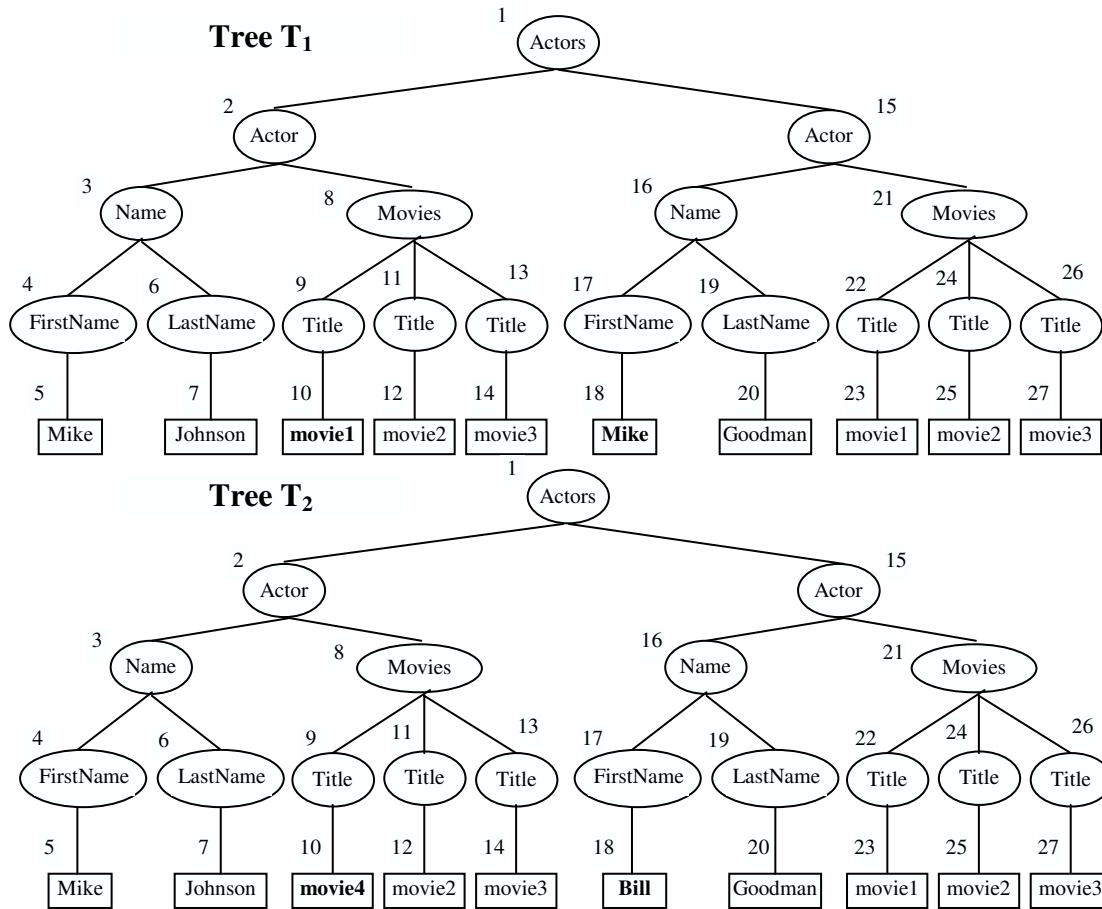 1
Tree T1
Actors
2 15
Actor Actor
3 8 16 21
Name Movies Name Movies
4 6 9 11 13 17 19 22 24 26
FirstName LastName Title Title Title FirstName LastName Title Title Title
5 7 10 12 14 18 20 23 25 27
Mike Johnson movie1 movie2 movie3 Mike Goodman movie1 movie2 movie3
1
Tree T2
Actors
2 15
Actor Actor
3 8 16 21
Name Movies Name Movies
4 6 9 11 13 17 19 22 24 26
FirstName LastName Title Title Title FirstName LastName Title Title Title
5 7 10 12 14 18 20 23 25 27
Mike Johnson movie4 movie2 movie3 Bill Goodman movie1 movie2 movie3